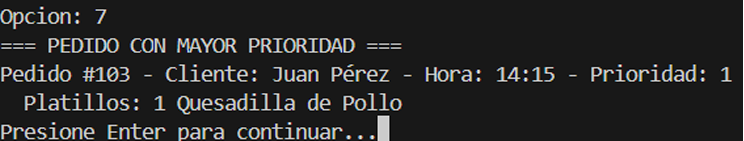 Opcion: 7
=== PEDIDO CON MAYOR PRIORIDAD ===
Pedido #103 - Cliente: Juan Pérez - Hora: 14:15 - Prioridad: 1
  Platillos: 1 Quesadilla de Pollo
Presione Enter para continuar...